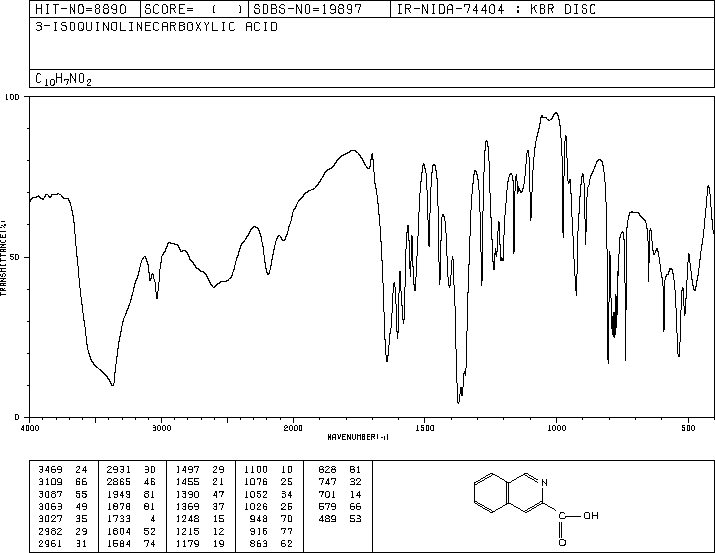 HIT-NO=8890 SCORE= ( ) SDBS-NO=19897 IR-NIDA-74404 : KBR DISC
3-ISOQUINOLINECARBOXYLIC ACID
C10H7NO2
100
TRANSMITTANCE(%)
50
0
4000 3000 2000 1500 1000 500
WAVENUMBER(-1)
3469 24 2931 30 1497 29 1100 10 828 81
3109 66 2865 46 1455 21 1076 25 747 32
3087 55 1949 81 1390 47 1052 34 701 14
3063 49 1878 81 1369 37 1026 26 679 66
3027 35 1733 4 1248 15 948 70 489 53
2982 29 1604 52 1215 12 916 77
2961 31 1584 74 1179 19 863 62
N
C OH
O